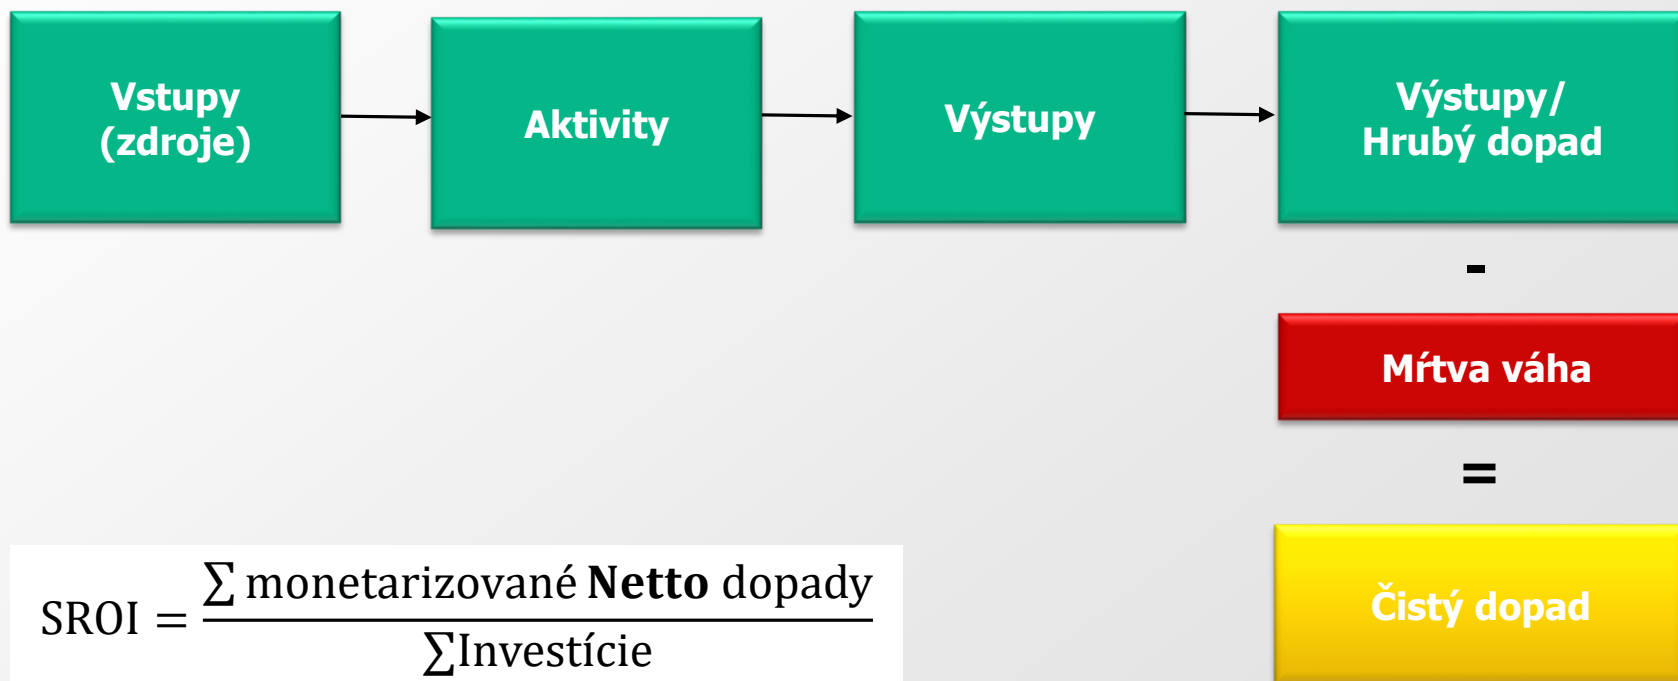 Vstupy
(zdroje)
Aktivity
Výstupy
Výstupy/
Hrubý dopad
-
Mŕtva váha
=
Čistý dopad
SROI = ∑ monetarizované Netto dopady
∑Investície